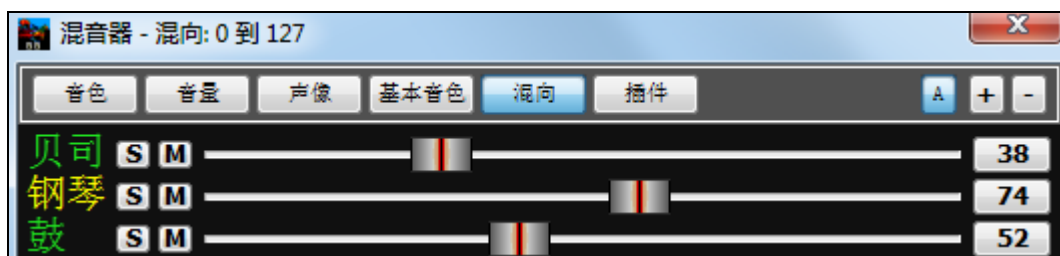 混音器 - 混向: 0 到 127
音色 音量 声像 基本音色 混向 插件 A + -
贝司 S M 38
钢琴 S M 74
鼓 S M 52